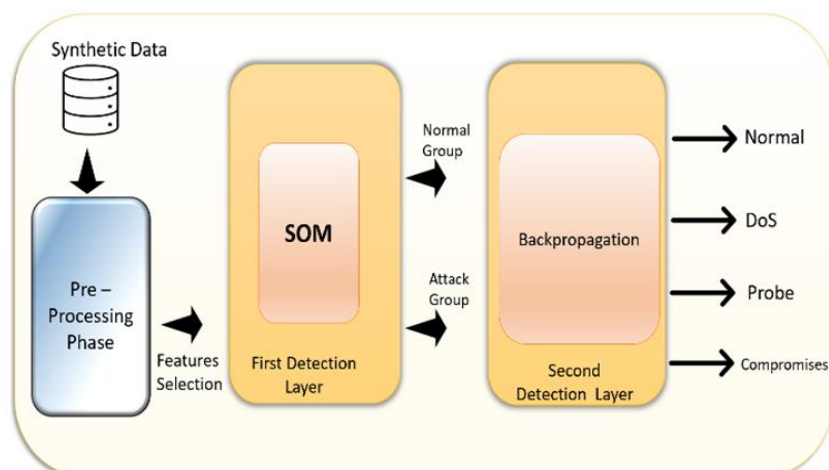 Synthetic Data
Pre –
Processing
Phase
Features
Selection
SOM
First Detection
Layer
Normal
Group
Attack
Group
Backpropagation
Second
Detection Layer
Normal
DoS
Probe
Compromises